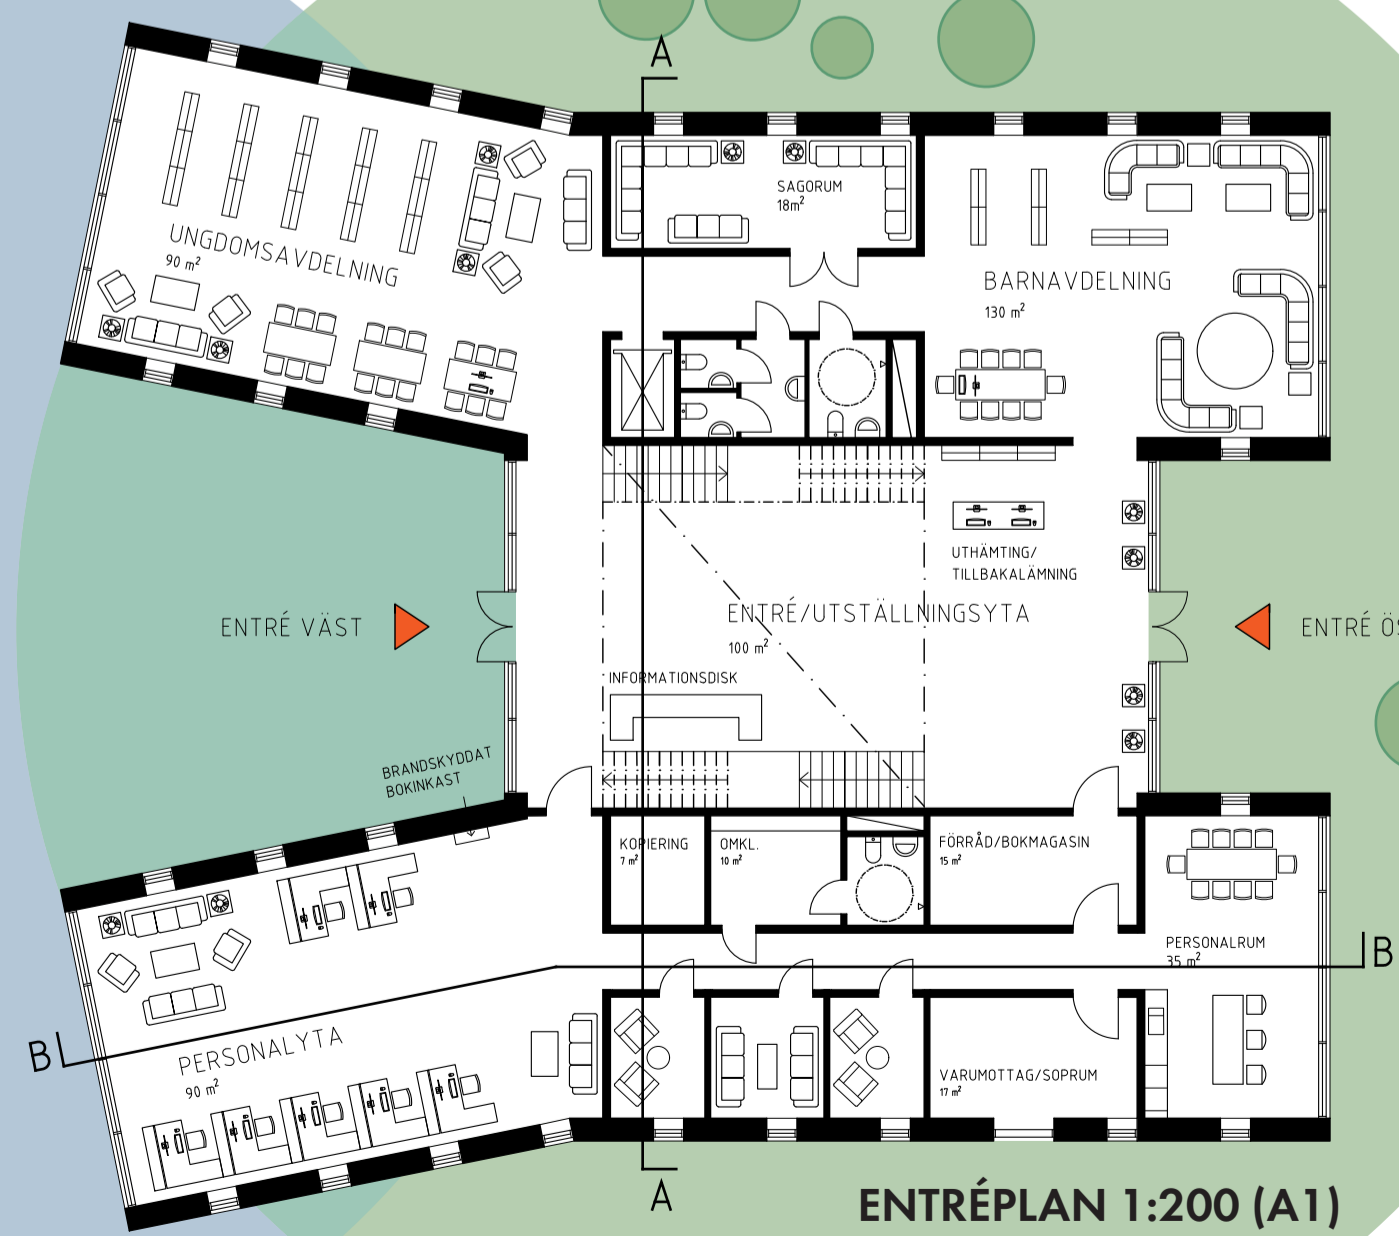 A
SAGORUM
18m²
UNGDOMSAVDELNING
90 m²
BARNAVDELNING
130 m²
UTHÄMTING/
TILLBAKALÄMNING
ENTRÉ VÄST
ENTRÉ/UTSTÄLLNINGSYTA
100 m²
ENTRÉ ÖS
INFORMATIONSDISK
BRANDSKYDDAT
BOKINKAST
KOPIERING
7 m²
OMKL.
10 m²
FÖRRÅD/BOKMAGASIN
15 m²
PERSONALRUM
35 m²
B
B
PERSONALYTA
90 m²
VARUMOTTAG/SOPRUM
17 m²
A
ENTRÉPLAN 1:200 (A1)